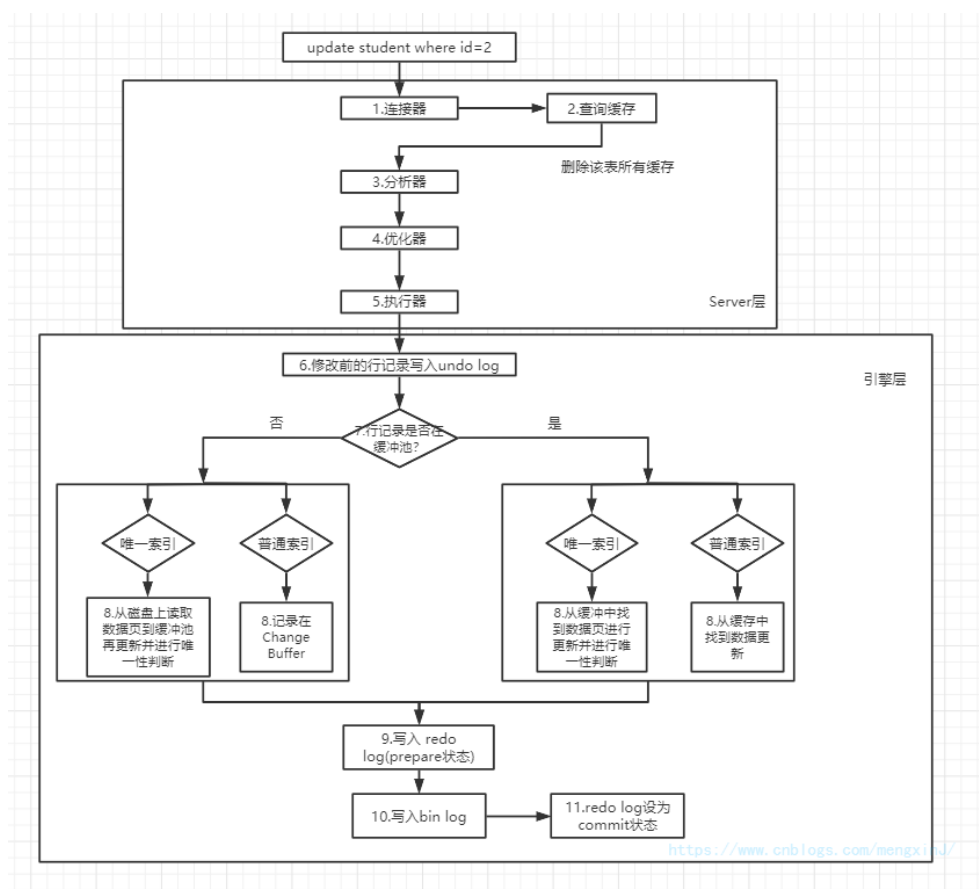 update student where id=2
1.连接器
2.查询缓存
删除该表所有缓存
3.分析器
4.优化器
5.执行器
Server层
6.修改前的行记录写入undo log
引擎层
7.行记录是否在
缓冲池?
否
是
唯一索引
普通索引
唯一索引
普通索引
8.从磁盘上读取
数据页到缓冲池
再更新并进行唯
一性判断
8.记录在
Change
Buffer
8.从缓冲中找
到数据页进行
更新并进行唯
一性判断
8.从缓存中
找到数据更
新
9.写入 redo
log(prepare状态)
10.写入bin log
11.redo log设为
commit状态
https://www.cnblogs.com/mengxinJ/